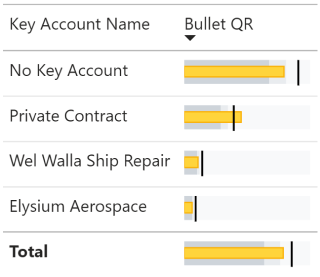 Key Account Name Bullet QR
No Key Account
Private Contract
Wel Walla Ship Repair
Elysium Aerospace
Total